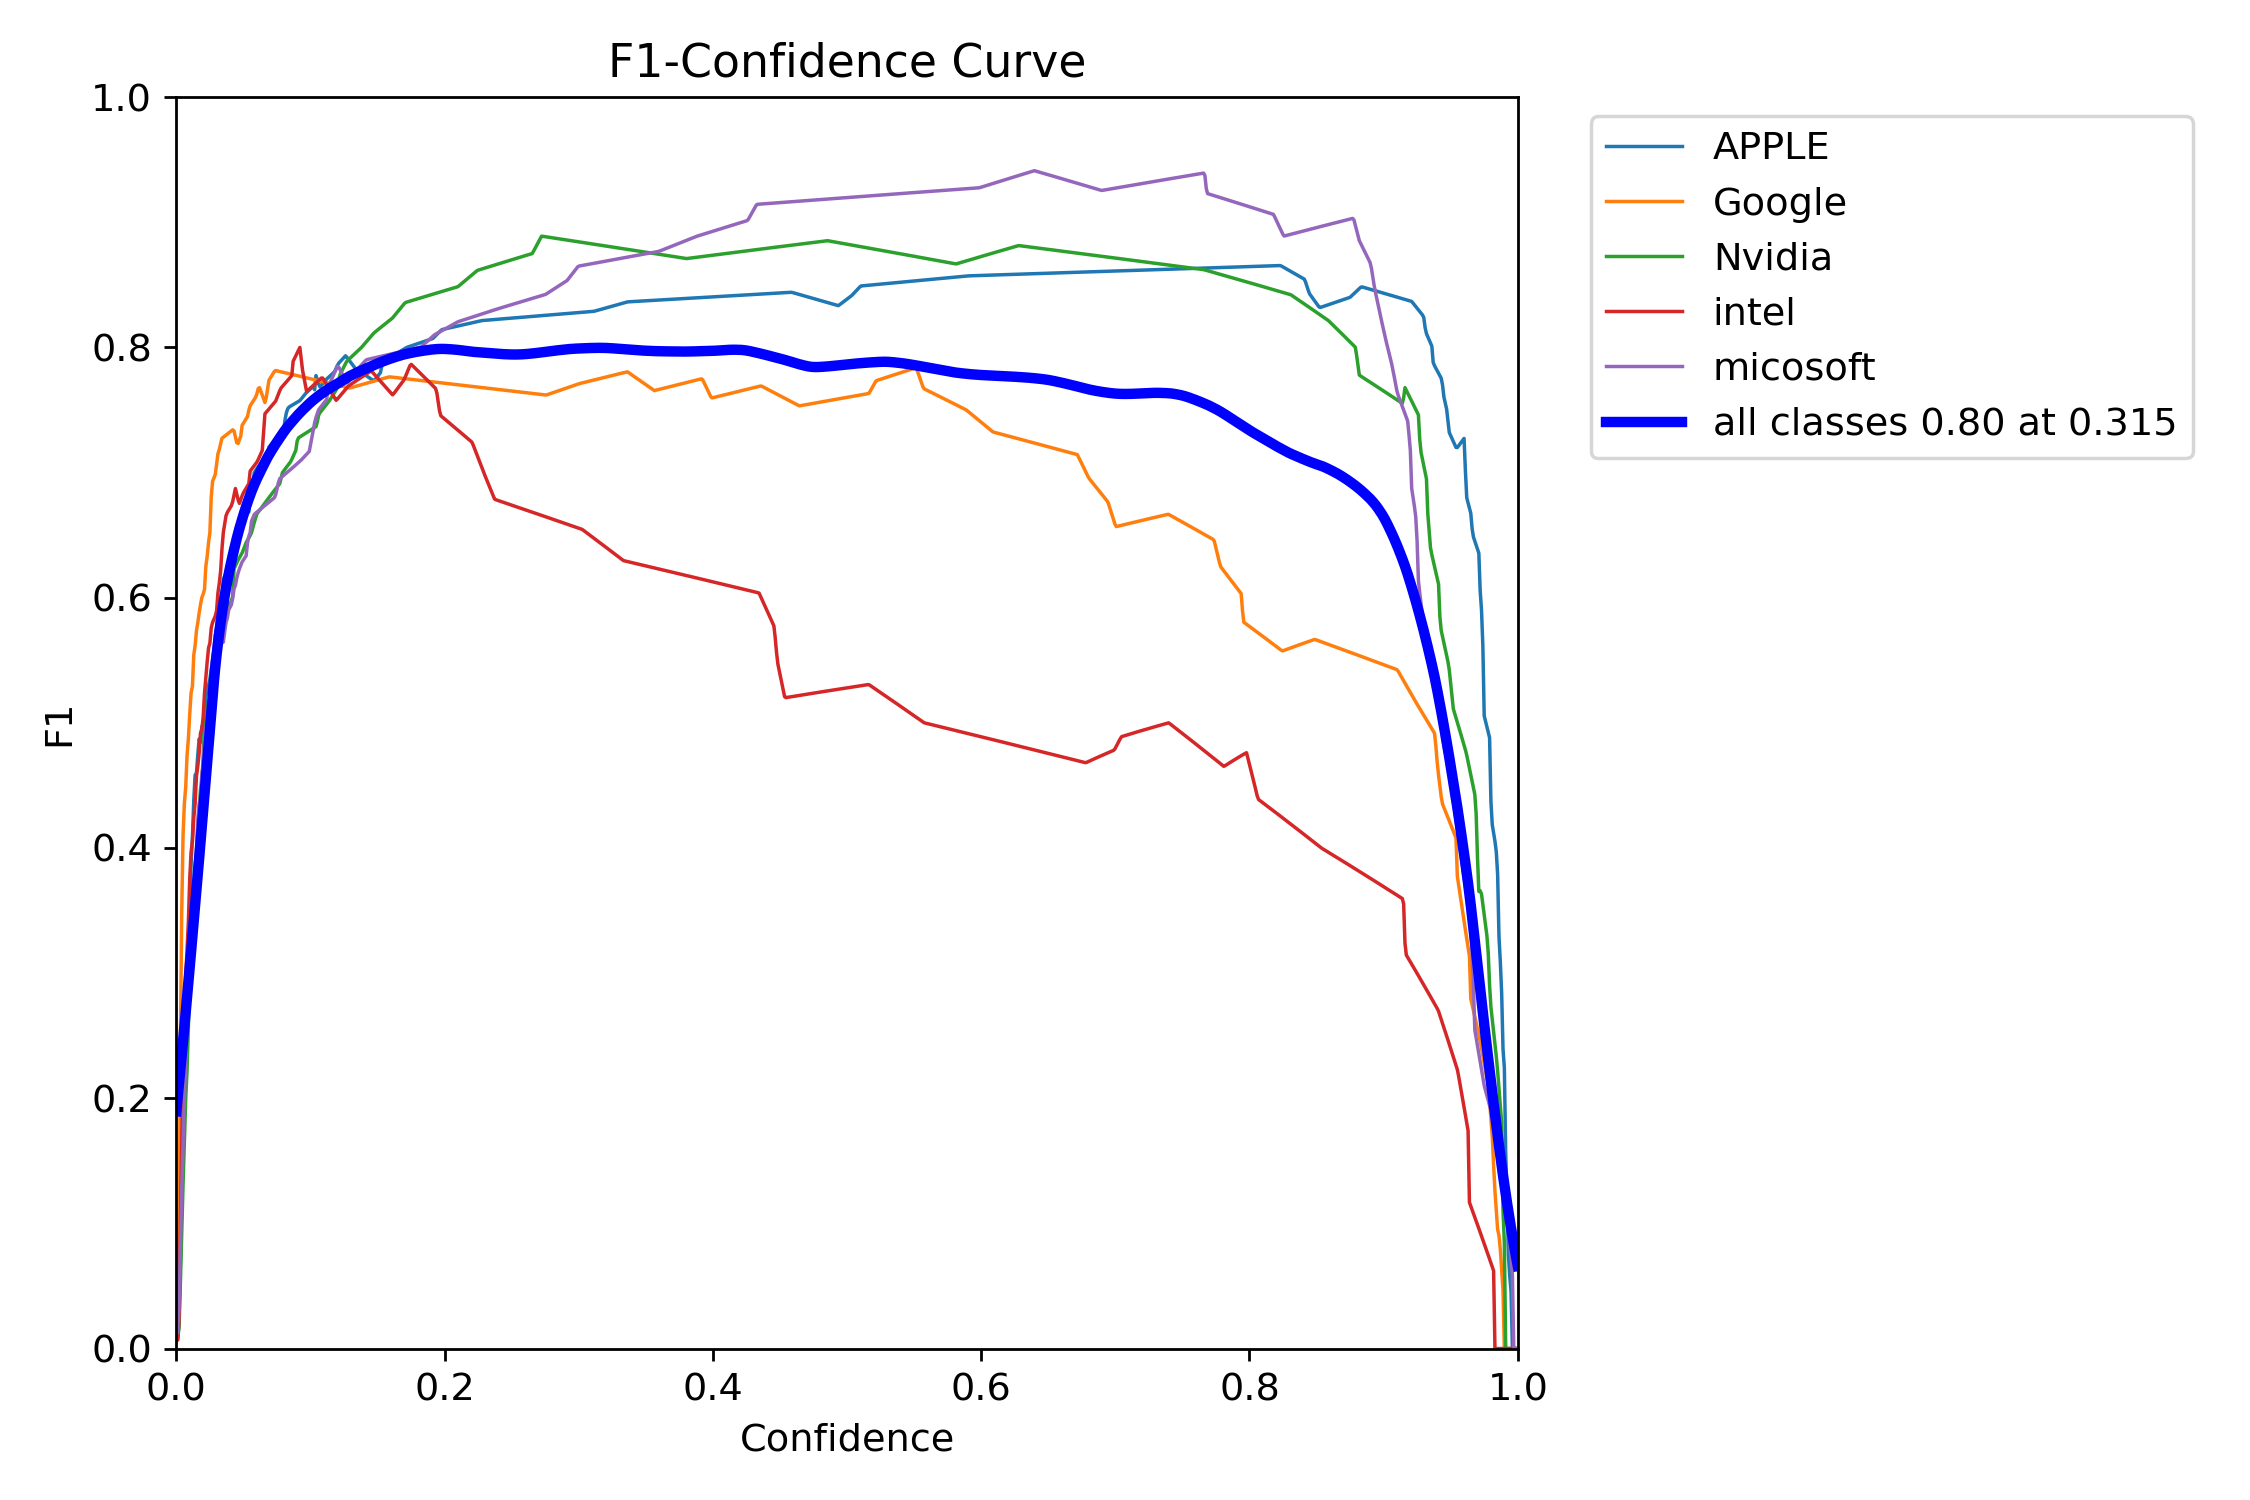 F1-Confidence Curve
1.0
0.8
0.6
0.4
0.2
0.0
F1
0.0 0.2 0.4 0.6 0.8 1.0
Confidence
APPLE
Google
Nvidia
intel
micosoft
all classes 0.80 at 0.315